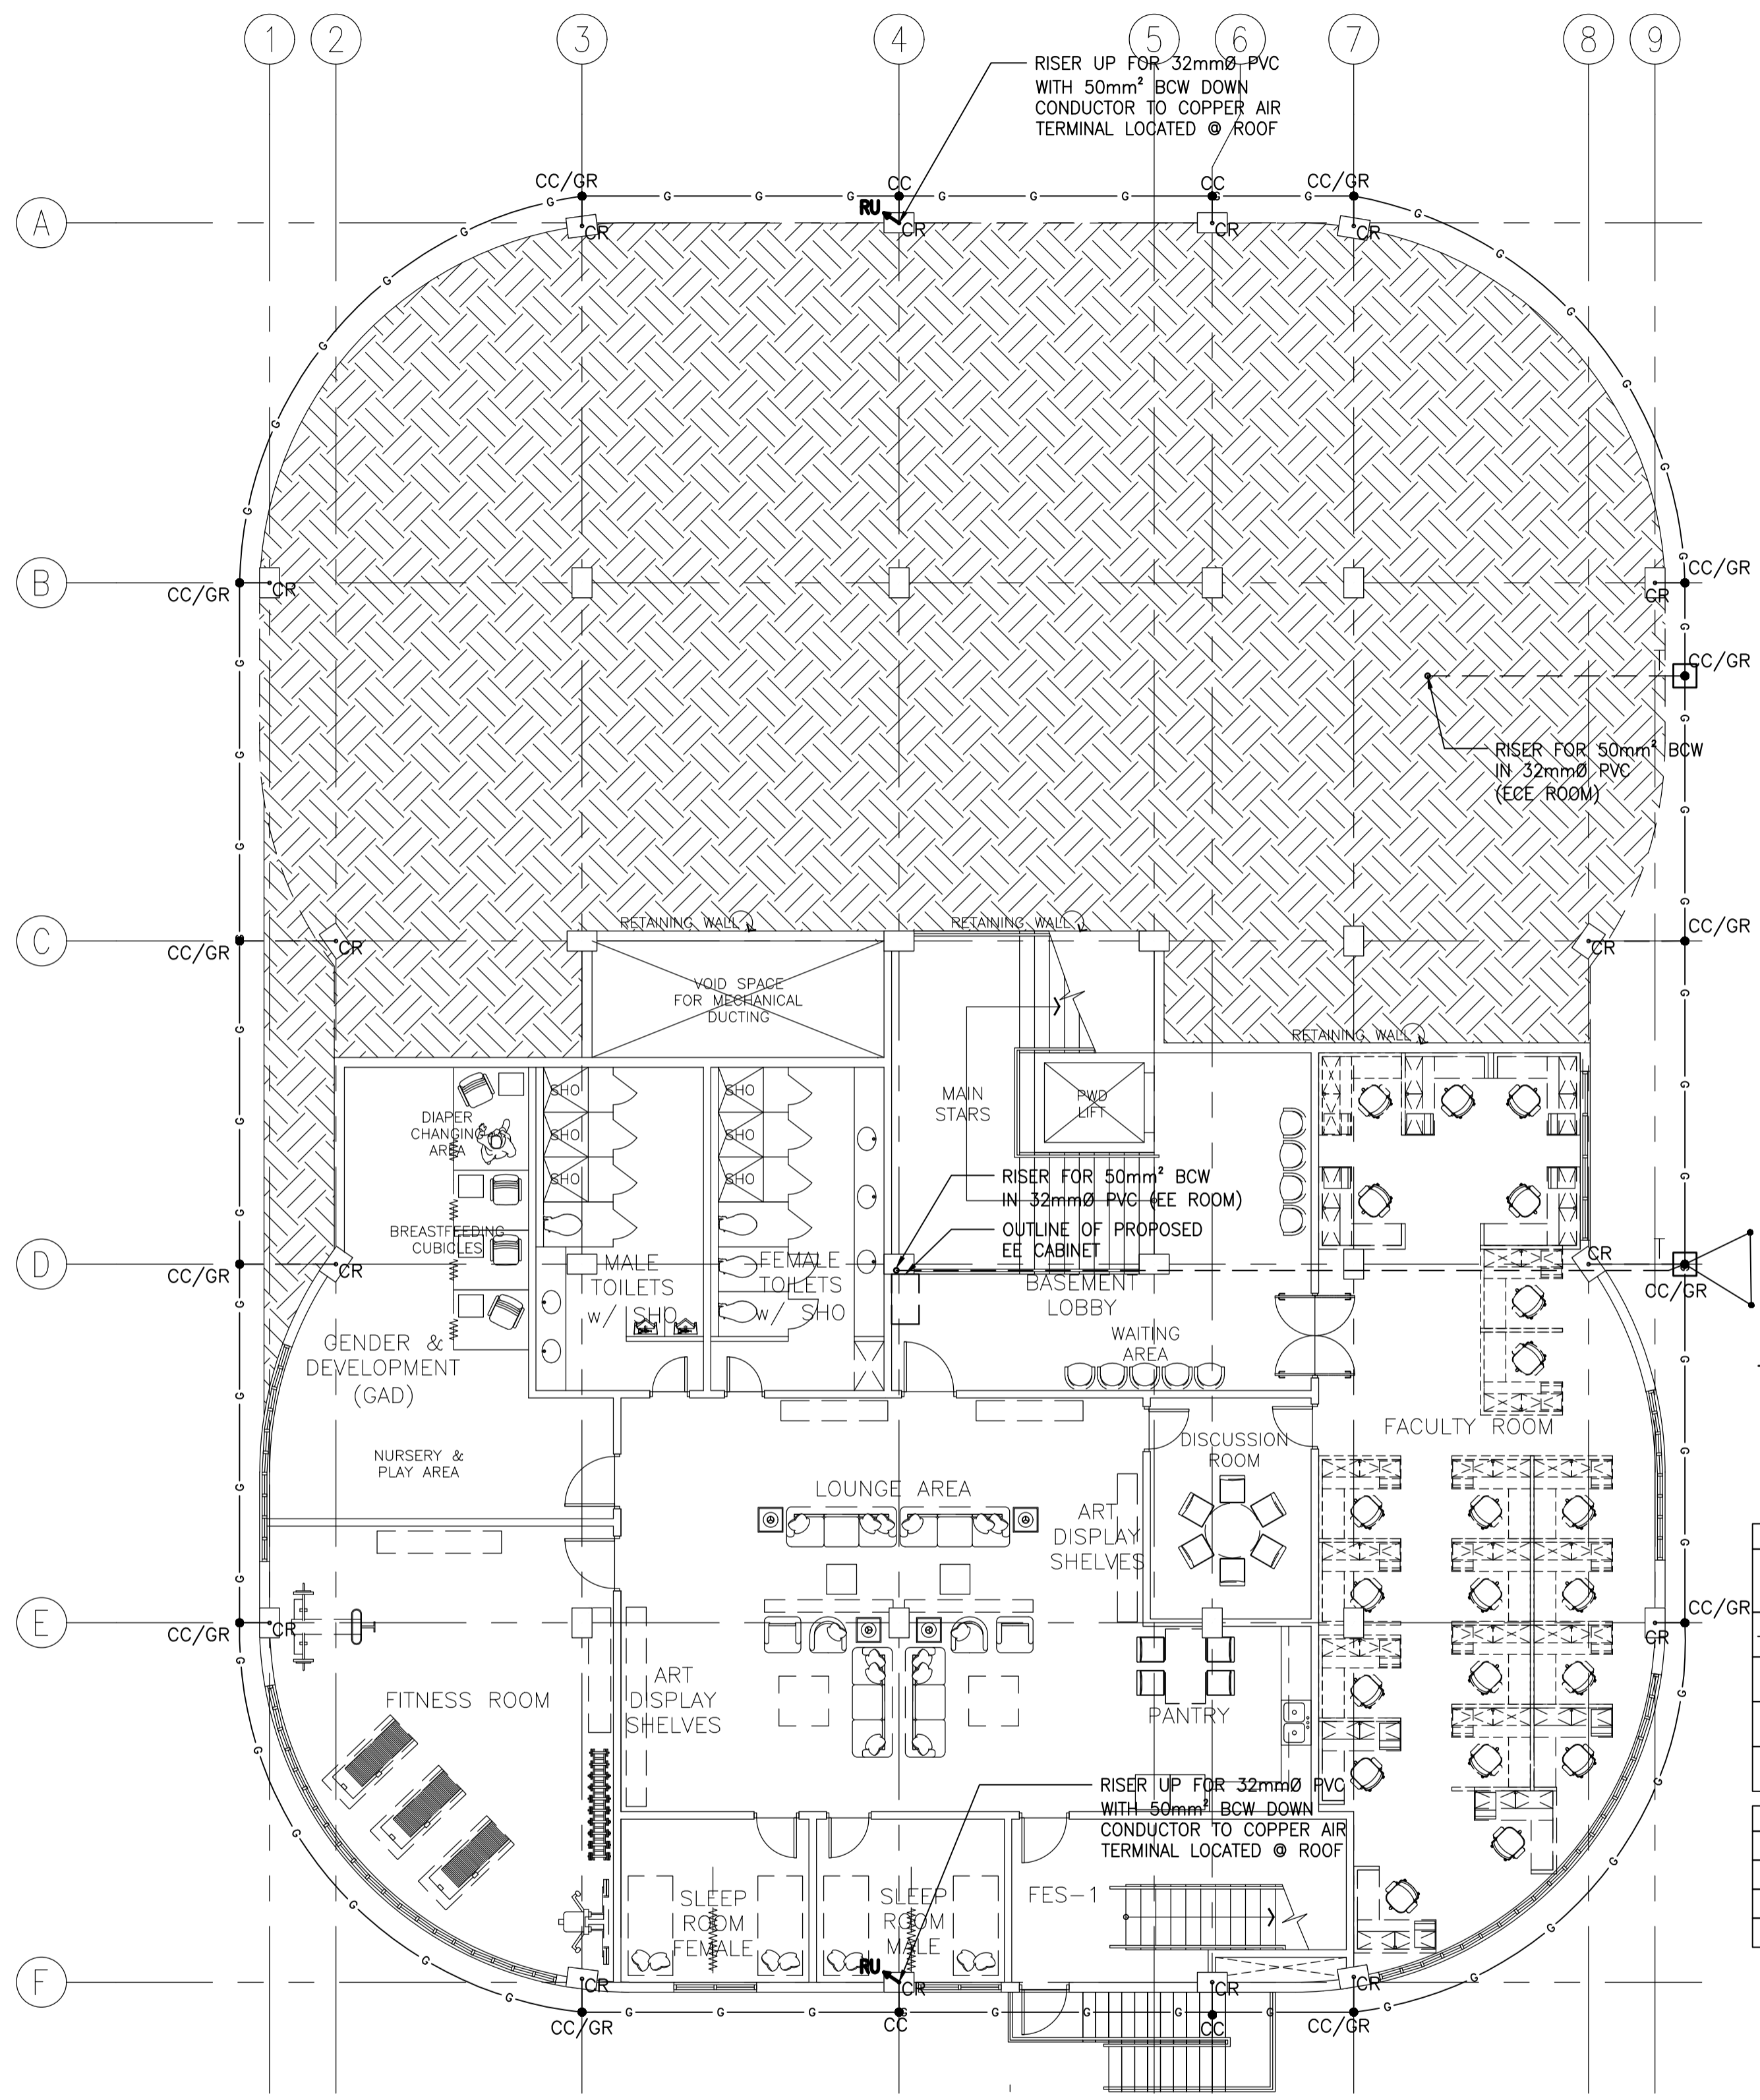 1
2
3
4
5
6
7
8
9
RISER UP FOR 32mmØ PVC
WITH 50mm² BCW DOWN
CONDUCTOR TO COPPER AIR
TERMINAL LOCATED @ ROOF
CC/GR
G
G
G
CC
G
G
G
CC
G
G
CC/GR
G
G
A
RU
CR
CR
CR
CR
G
G
G
G
G
G
G
G
G
G
G
B
CC/GR
CR
CR
CC/GR
G
G
CC/GR
G
G
RISER FOR 50mm² BCW
IN 32mmØ PVC
(ECE ROOM)
G
G
G
RETAINING WALL
RETAINING WALL
C
CC/GR
CR
CR
CC/GR
VOID SPACE
FOR MECHANICAL
DUCTING
G
G
RETAINING WALL
MAIN
STARS
PWD
LIFT
SHO
SHO
SHO
SHO
SHO
SHO
DIAPER
CHANGING
AREA
G
G
RISER FOR 50mm² BCW
IN 32mmØ PVC (EE ROOM)
OUTLINE OF PROPOSED
EE CABINET
BREASTFEEDING
CUBICLES
G
G
D
CC/GR
CR
MALE
TOILETS
w/ SHO
FEMALE
TOILETS
w/ SHO
BASEMENT
LOBBY
CR
CC/GR
WAITING
AREA
GENDER &
DEVELOPMENT
(GAD)
G
G
FACULTY ROOM
DISCUSSION
ROOM
NURSERY &
PLAY AREA
G
G
LOUNGE AREA
ART
DISPLAY
SHELVES
G
G
E
CC/GR
CR
CR
CC/GR
G
G
FITNESS ROOM
ART
DISPLAY
SHELVES
PANTRY
G
G
RISER UP FOR 32mmØ PVC
WITH 50mm² BCW DOWN
CONDUCTOR TO COPPER AIR
TERMINAL LOCATED @ ROOF
G
G
SLEEP
ROOM
FEMALE
SLEEP
ROOM
MALE
FES-1
G
G
F
RU
CR
CR
CR
CR
G
G
CC/GR
G
G
G
CC
G
G
G
CC
G
CC/GR
G